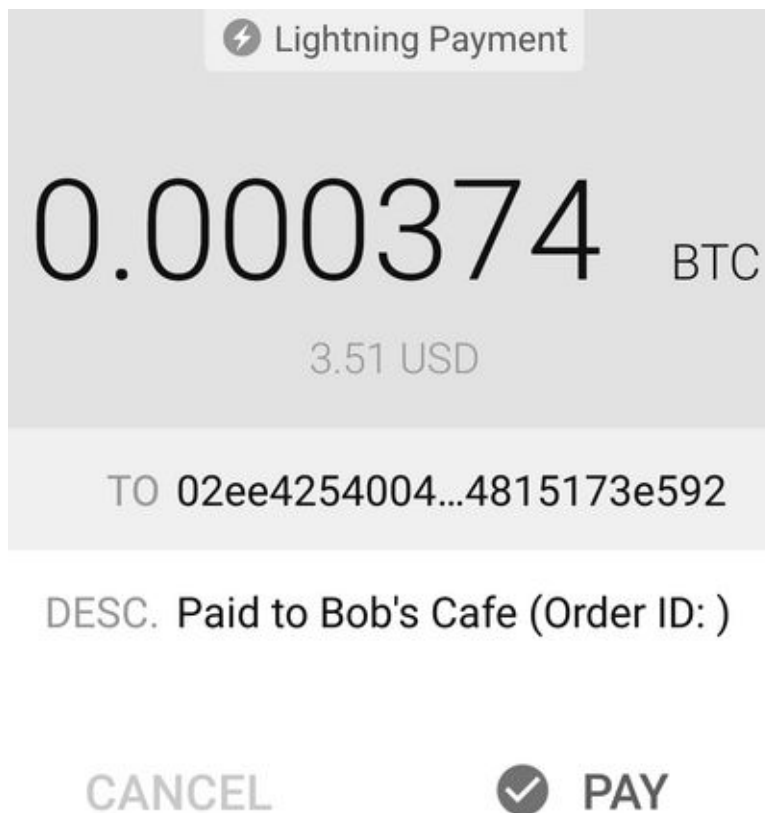 Lightning Payment
0.000374 BTC
3.51 USD
TO 02ee4254004...4815173e592
DESC. Paid to Bob's Cafe (Order ID: )
CANCEL PAY